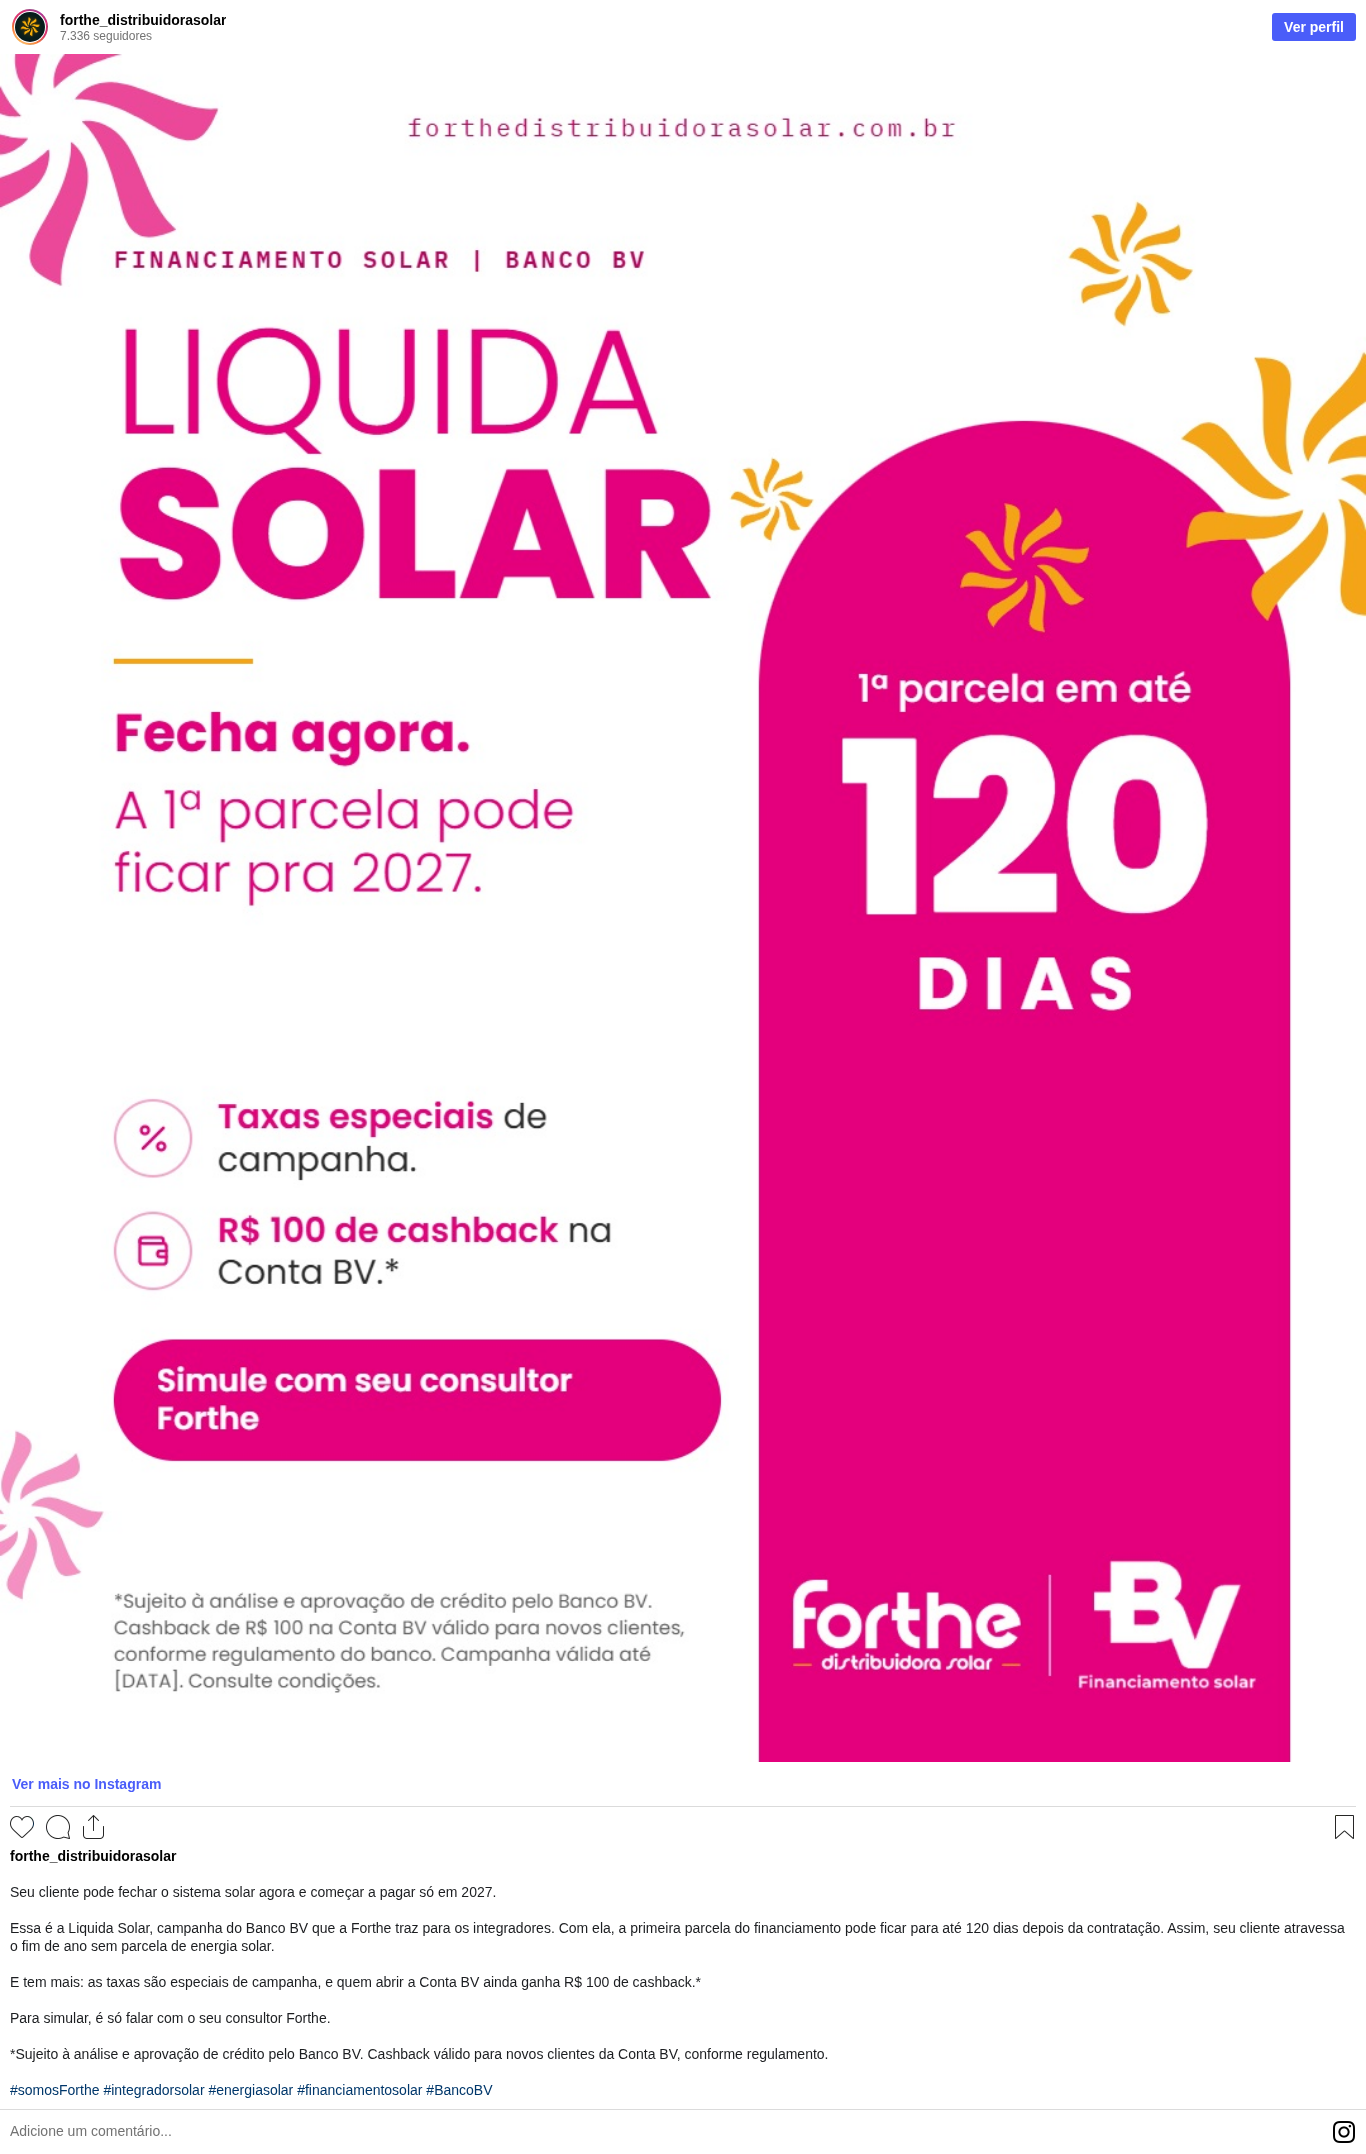 forthe_distribuidorasolar
7.336 seguidores
Ver perfil
forthedistribuidorasolar.com.br
FINANCIAMENTO SOLAR | BANCO BV
LIQUIDA
SOLAR
Fecha agora.
A 1ª parcela pode
ficar pra 2027.
1ª parcela em até
120
DIAS
Taxas especiais de
campanha.
R$ 100 de cashback na
Conta BV.*
Simule com seu consultor
Forthe
*Sujeito à análise e aprovação de crédito pelo Banco BV.
Cashback de R$ 100 na Conta BV válido para novos clientes,
conforme regulamento do banco. Campanha válida até
[DATA]. Consulte condições.
forthe
distribuidora solar
BV
Financiamento solar
Ver mais no Instagram
forthe_distribuidorasolar
Seu cliente pode fechar o sistema solar agora e começar a pagar só em 2027.
Essa é a Liquida Solar, campanha do Banco BV que a Forthe traz para os integradores. Com ela, a primeira parcela do financiamento pode ficar para até 120 dias depois da contratação. Assim, seu cliente atravessa
o fim de ano sem parcela de energia solar.
E tem mais: as taxas são especiais de campanha, e quem abrir a Conta BV ainda ganha R$ 100 de cashback.*
Para simular, é só falar com o seu consultor Forthe.
*Sujeito à análise e aprovação de crédito pelo Banco BV. Cashback válido para novos clientes da Conta BV, conforme regulamento.
#somosForthe #integradorsolar #energiasolar #financiamentosolar #BancoBV
Adicione um comentário...